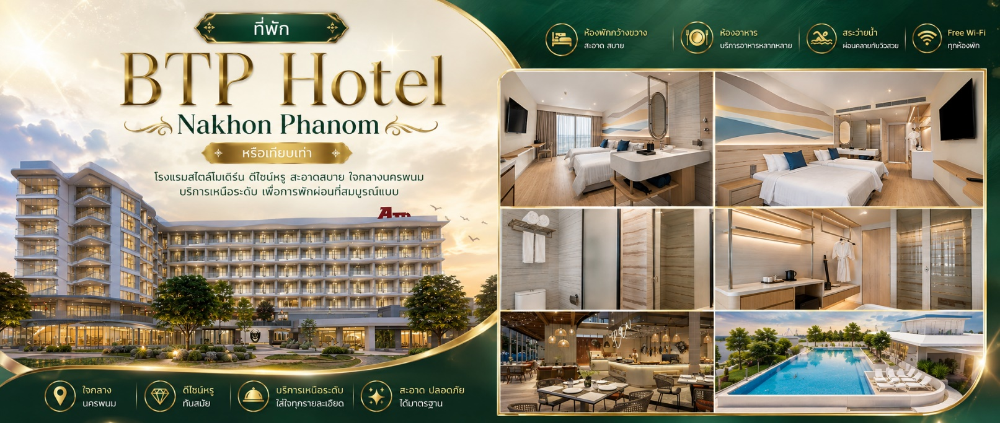 ที่พัก
BTP Hotel
Nakhon Phanom
หรือเทียบเท่า
โรงแรมสไตล์โมเดิร์น ดีไซน์หรู สะอาดสบาย ใจกลางนครพนม
บริการเหนือระดับ เพื่อการพักผ่อนที่สมบูรณ์แบบ
ใจกลาง
นครพนม
ดีไซน์หรู
ทันสมัย
บริการเหนือระดับ
ใส่ใจทุกรายละเอียด
สะอาด ปลอดภัย
ได้มาตรฐาน
ห้องพักกว้างขวาง
สะอาด สบาย
ห้องอาหาร
บริการอาหารหลากหลาย
สระว่ายน้ำ
ผ่อนคลายกับวิวสวย
Free Wi-Fi
ทุกห้องพัก